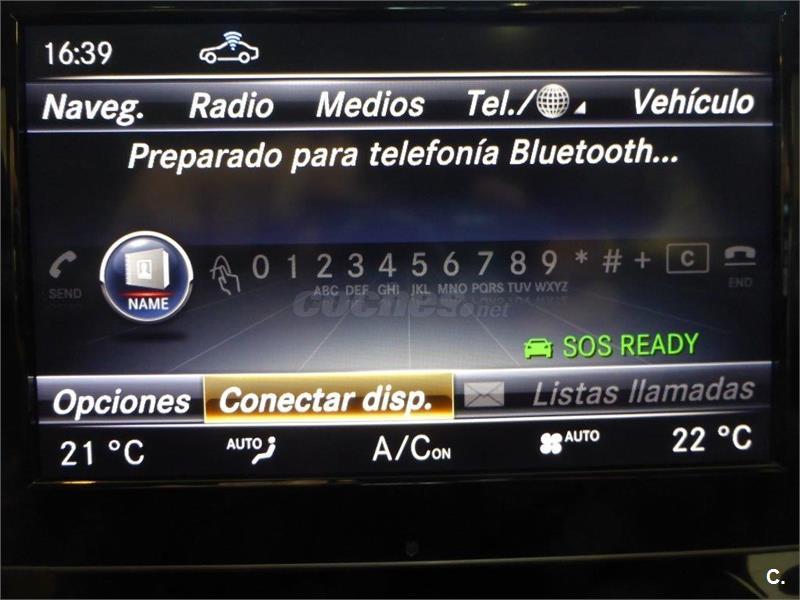 16:39
Naveg. Radio Medios Tel./ Vehículo
Preparado para telefonía Bluetooth...
SEND NAME 0 1 2 3 4 5 6 7 8 9 * # + C END
ABC DEF GHI JKL MNO PQRS TUV WXYZ
coches.net
SOS READY
Opciones Conectar disp. Listas llamadas
21 °C AUTO A/C ON AUTO 22 °C
C.